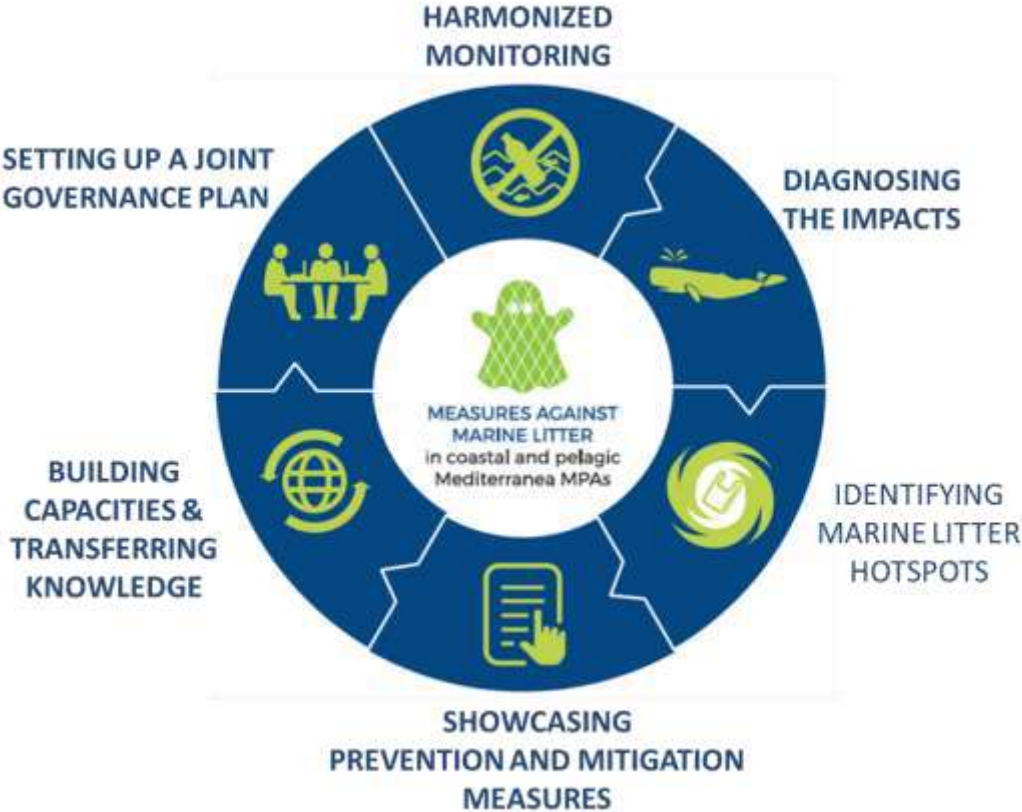 HARMONIZED
MONITORING
DIAGNOSING
THE IMPACTS
IDENTIFYING
MARINE LITTER
HOTSPOTS
SHOWCASING
PREVENTION AND MITIGATION
MEASURES
BUILDING
CAPACITIES &
TRANSFERRING
KNOWLEDGE
SETTING UP A JOINT
GOVERNANCE PLAN
MEASURES AGAINST
MARINE LITTER
in coastal and pelagic
Mediterranea MPAs